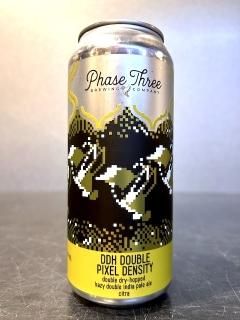 Phase Three
BREWING COMPANY
DDH DOUBLE
PIXEL DENSITY
double dry-hopped
hazy double india pale ale
citra